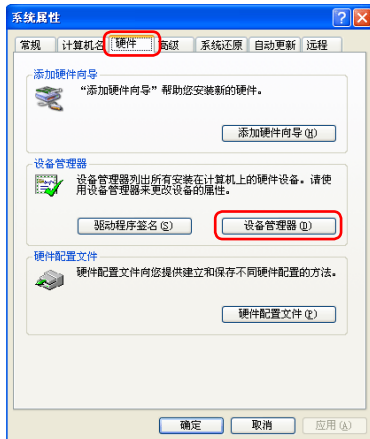 系统属性
常规 计算机名 硬件 高级 系统还原 自动更新 远程
添加硬件向导
“添加硬件向导”帮助您安装新的硬件。
添加硬件向导(H)
设备管理器
设备管理器列出所有安装在计算机上的硬件设备。请使
用设备管理器来更改设备的属性。
驱动程序签名(S) 设备管理器(D)
硬件配置文件
硬件配置文件向您提供建立和保存不同硬件配置的方法。
硬件配置文件(P)
确定 取消 应用(A)